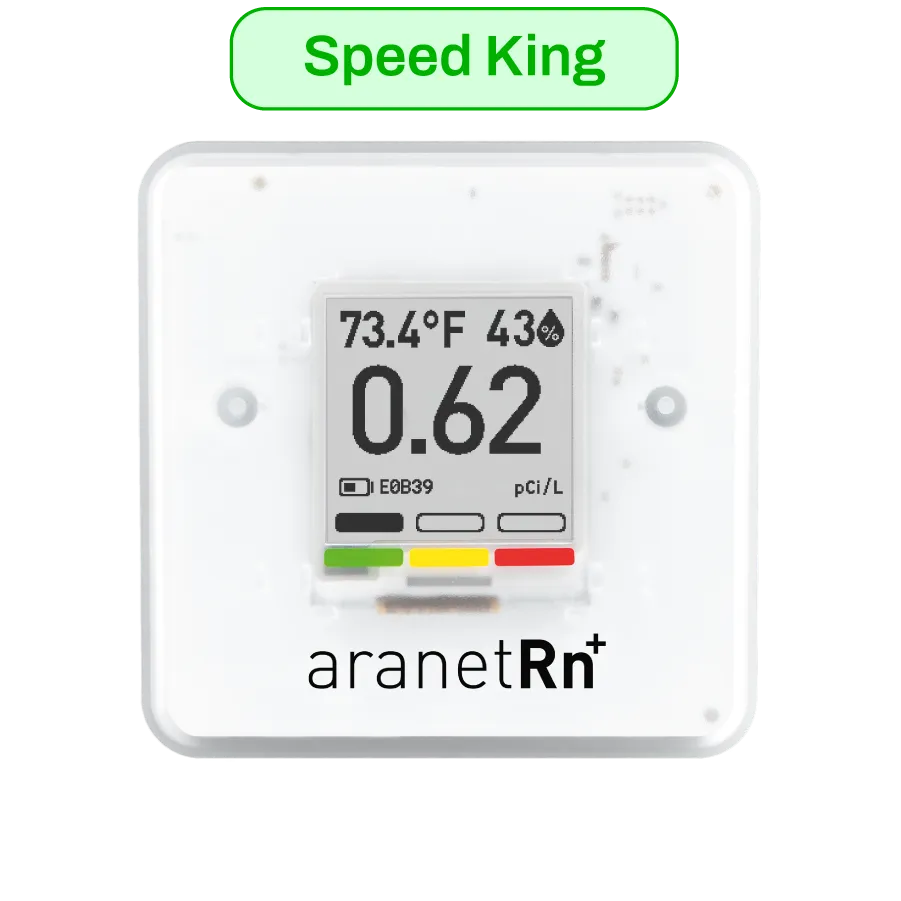 Speed King
73.4°F 43%
0.62
E0B39 pCi/L
aranetRn+